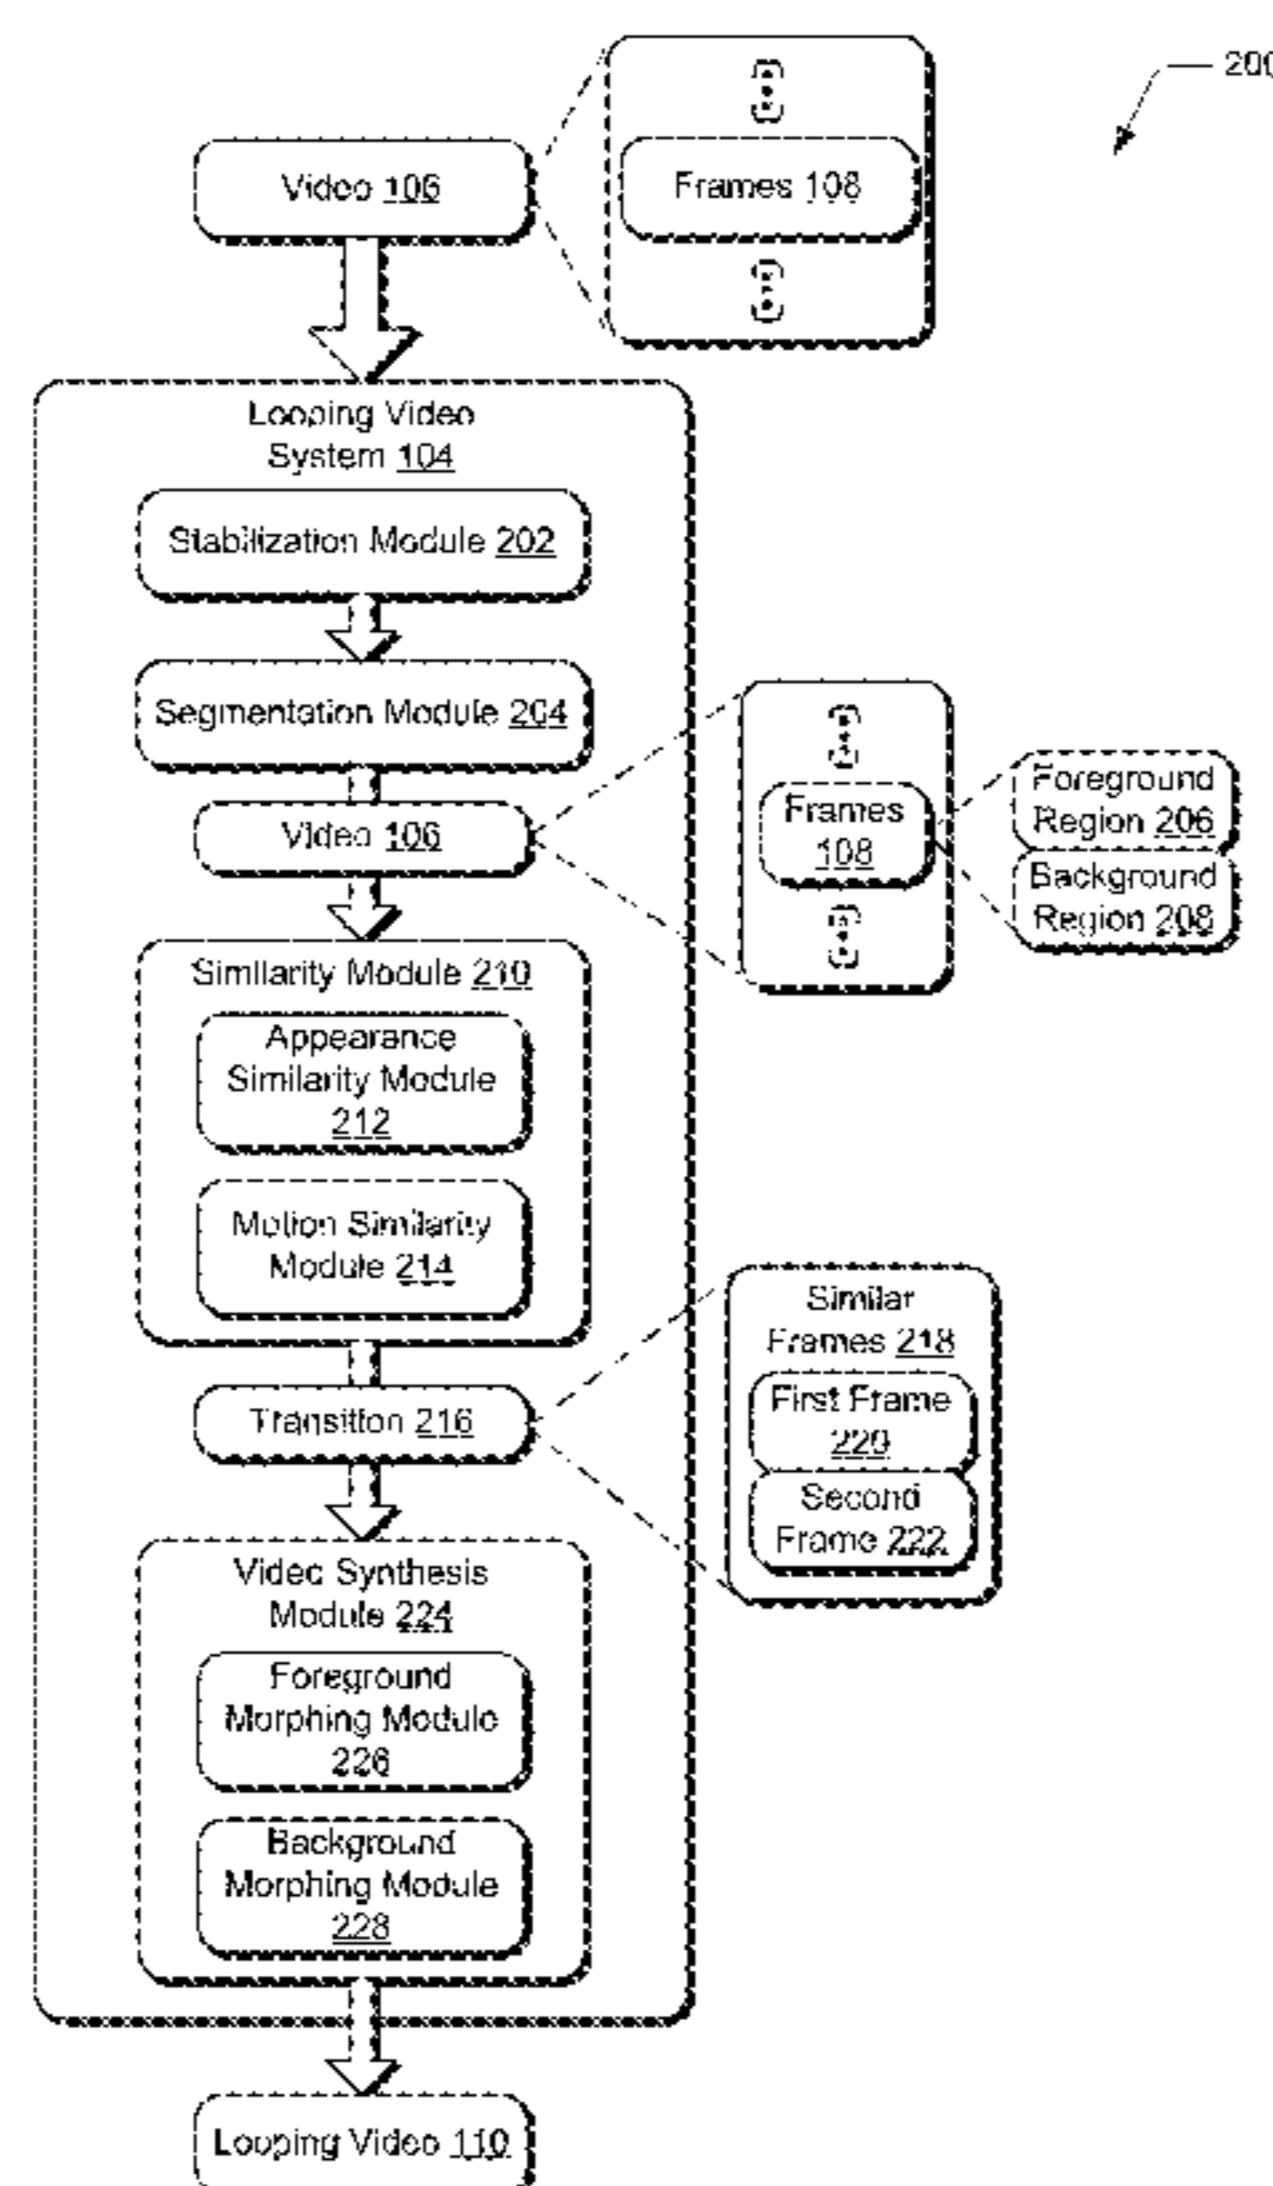 200
Video 106
Frames 108
Looping Video
System 104
Stabilization Module 202
Segmentation Module 204
Video 106
Frames
108
Foreground
Region 206
Background
Region 208
Similarity Module 210
Appearance
Similarity Module
212
Motion Similarity
Module 214
Similar
Frames 218
First Frame
220
Second
Frame 222
Transition 216
Video Synthesis
Module 224
Foreground
Morphing Module
226
Background
Morphing Module
228
Looping Video 110